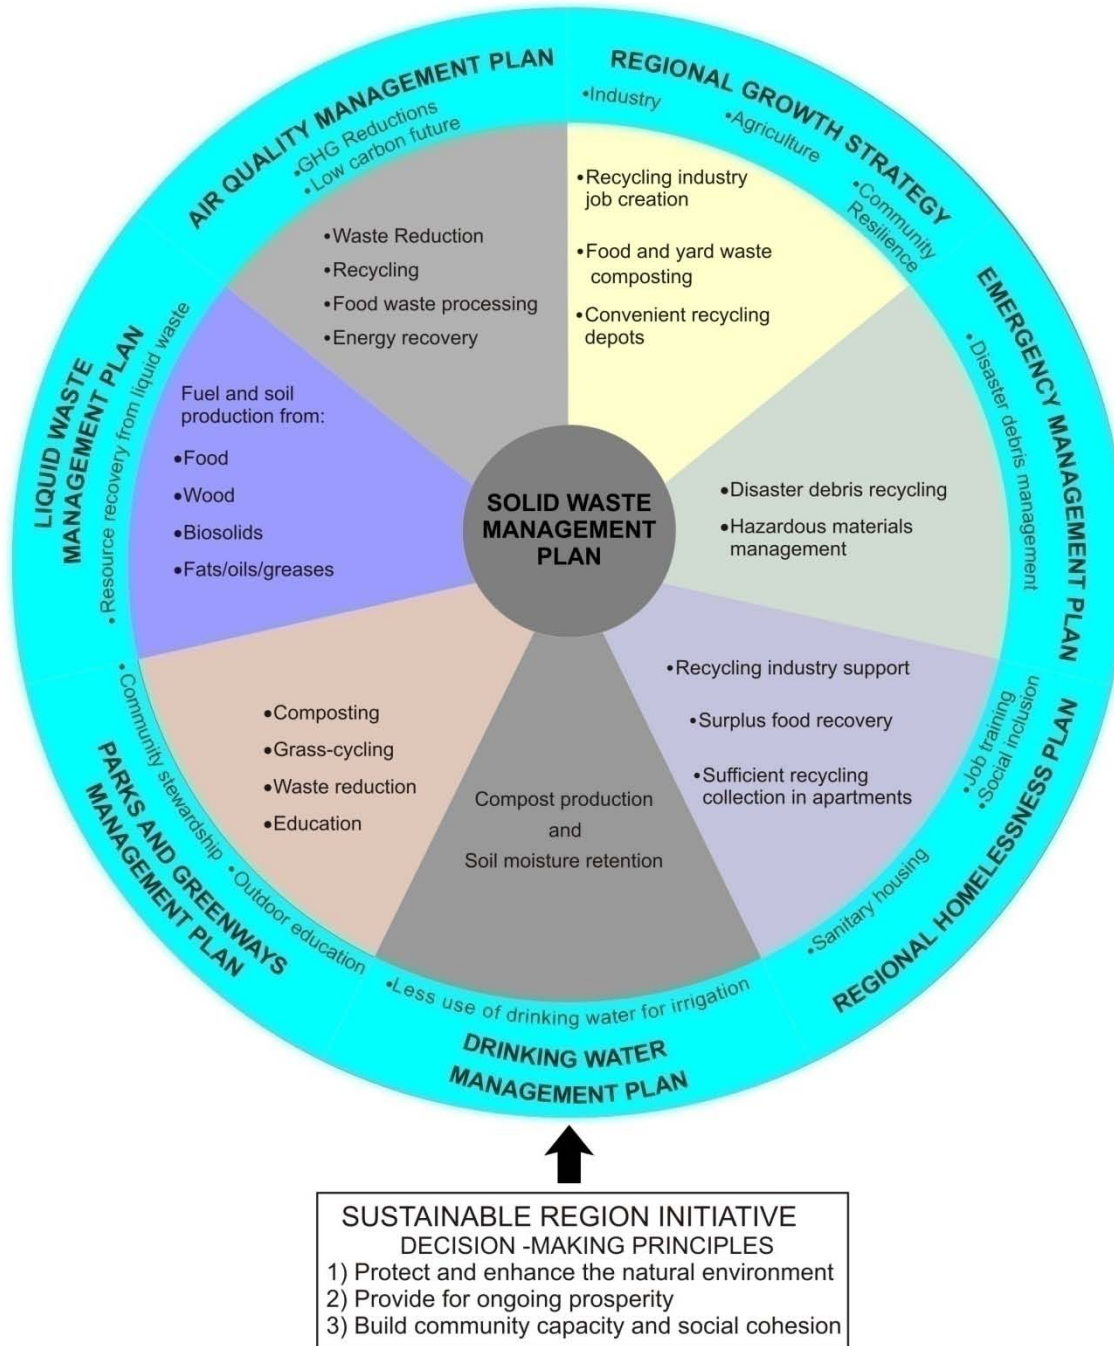 AIR QUALITY MANAGEMENT PLAN
•GHG Reductions
•Low carbon future
•Waste Reduction
•Recycling
•Food waste processing
•Energy recovery
REGIONAL GROWTH STRATEGY
•Industry
•Agriculture
•Community
Resilience
•Recycling industry
job creation
•Food and yard waste
composting
•Convenient recycling
depots
EMERGENCY MANAGEMENT PLAN
•Disaster debris management
•Disaster debris recycling
•Hazardous materials
management
REGIONAL HOMELESSNESS PLAN
•Job training
•Social inclusion
•Sanitary housing
•Recycling industry support
•Surplus food recovery
•Sufficient recycling
collection in apartments
DRINKING WATER
MANAGEMENT PLAN
•Less use of drinking water for irrigation
Compost production
and
Soil moisture retention
PARKS AND GREENWAYS
MANAGEMENT PLAN
•Community stewardship
•Outdoor education
•Composting
•Grass-cycling
•Waste reduction
•Education
LIQUID WASTE
MANAGEMENT PLAN
•Resource recovery from liquid waste
Fuel and soil
production from:
•Food
•Wood
•Biosolids
•Fats/oils/greases
SOLID WASTE
MANAGEMENT
PLAN
SUSTAINABLE REGION INITIATIVE
DECISION -MAKING PRINCIPLES
1) Protect and enhance the natural environment
2) Provide for ongoing prosperity
3) Build community capacity and social cohesion